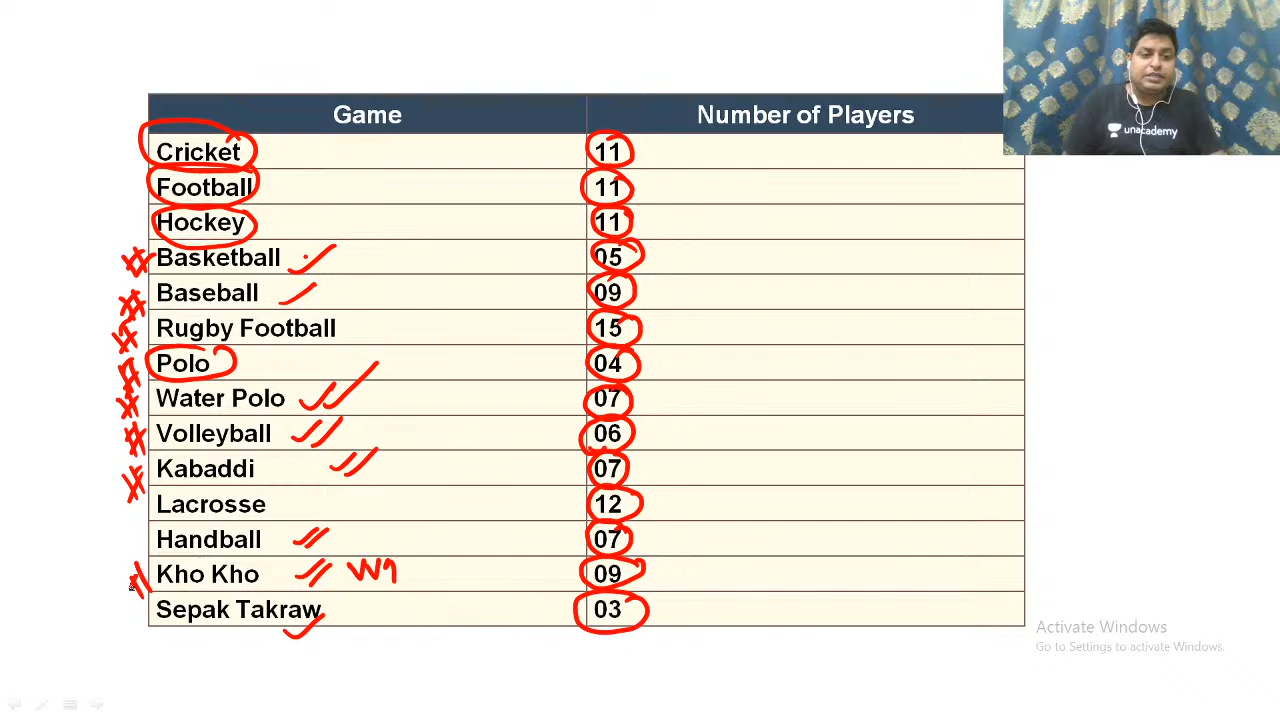 Game Number of Players
Cricket 11
Football 11
Hockey 11
Basketball 05
Baseball 09
Rugby Football 15
Polo 04
Water Polo 07
Volleyball 06
Kabaddi 07
Lacrosse 12
Handball 07
Kho Kho 09
Sepak Takraw 03
unacademy
Activate Windows
Go to Settings to activate Windows.